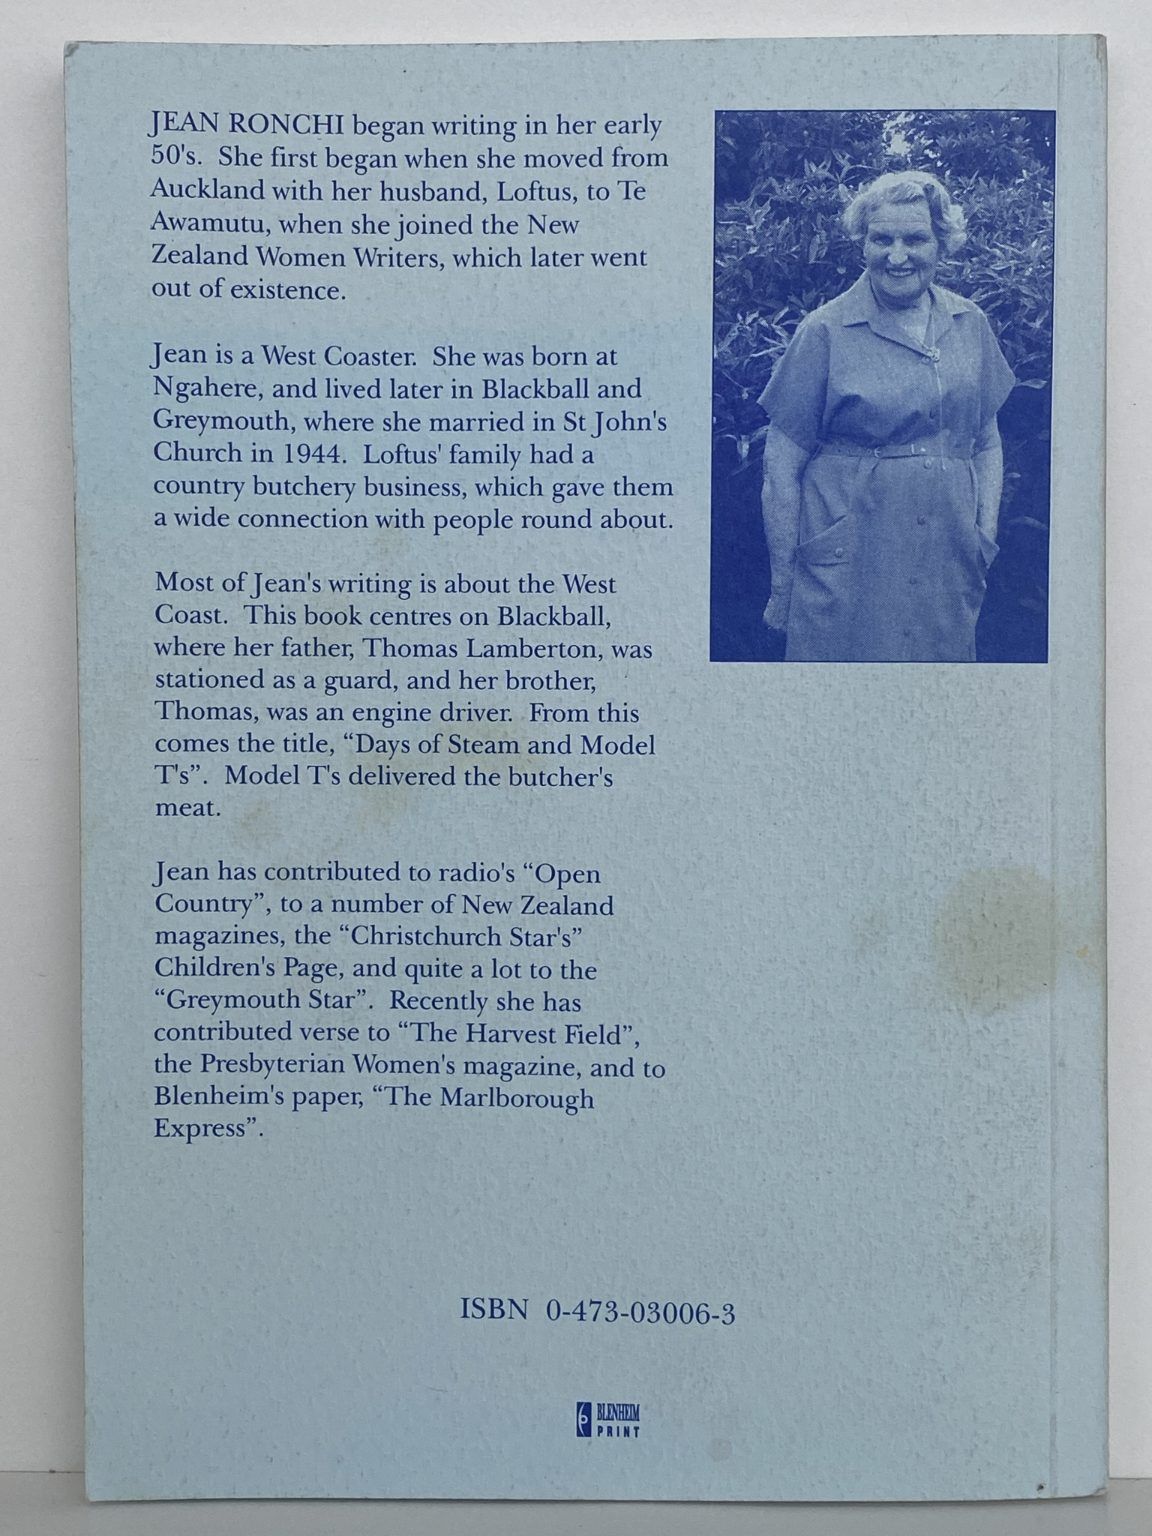 JEAN RONCHI began writing in her early
50's.  She first began when she moved from
Auckland with her husband, Loftus, to Te
Awamutu, when she joined the New
Zealand Women Writers, which later went
out of existence.
Jean is a West Coaster.  She was born at
Ngahere, and lived later in Blackball and
Greymouth, where she married in St John's
Church in 1944.  Loftus' family had a
country butchery business, which gave them
a wide connection with people round about.
Most of Jean's writing is about the West
Coast.  This book centres on Blackball,
where her father, Thomas Lamberton, was
stationed as a guard, and her brother,
Thomas, was an engine driver.  From this
comes the title, “Days of Steam and Model
T's”.  Model T's delivered the butcher's
meat.
Jean has contributed to radio's “Open
Country”, to a number of New Zealand
magazines, the “Christchurch Star's”
Children's Page, and quite a lot to the
“Greymouth Star”.  Recently she has
contributed verse to “The Harvest Field”,
the Presbyterian Women's magazine, and to
Blenheim's paper, “The Marlborough
Express”.
ISBN  0-473-03006-3
BLENHEIM
PRINT